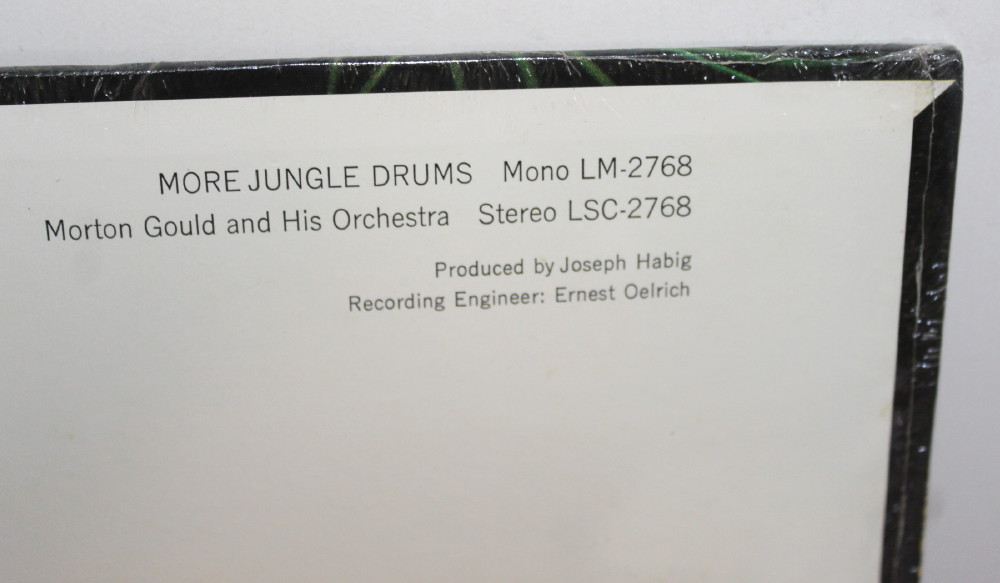 MORE JUNGLE DRUMS Mono LM-2768
Morton Gould and His Orchestra Stereo LSC-2768
Produced by Joseph Habig
Recording Engineer: Ernest Oelrich